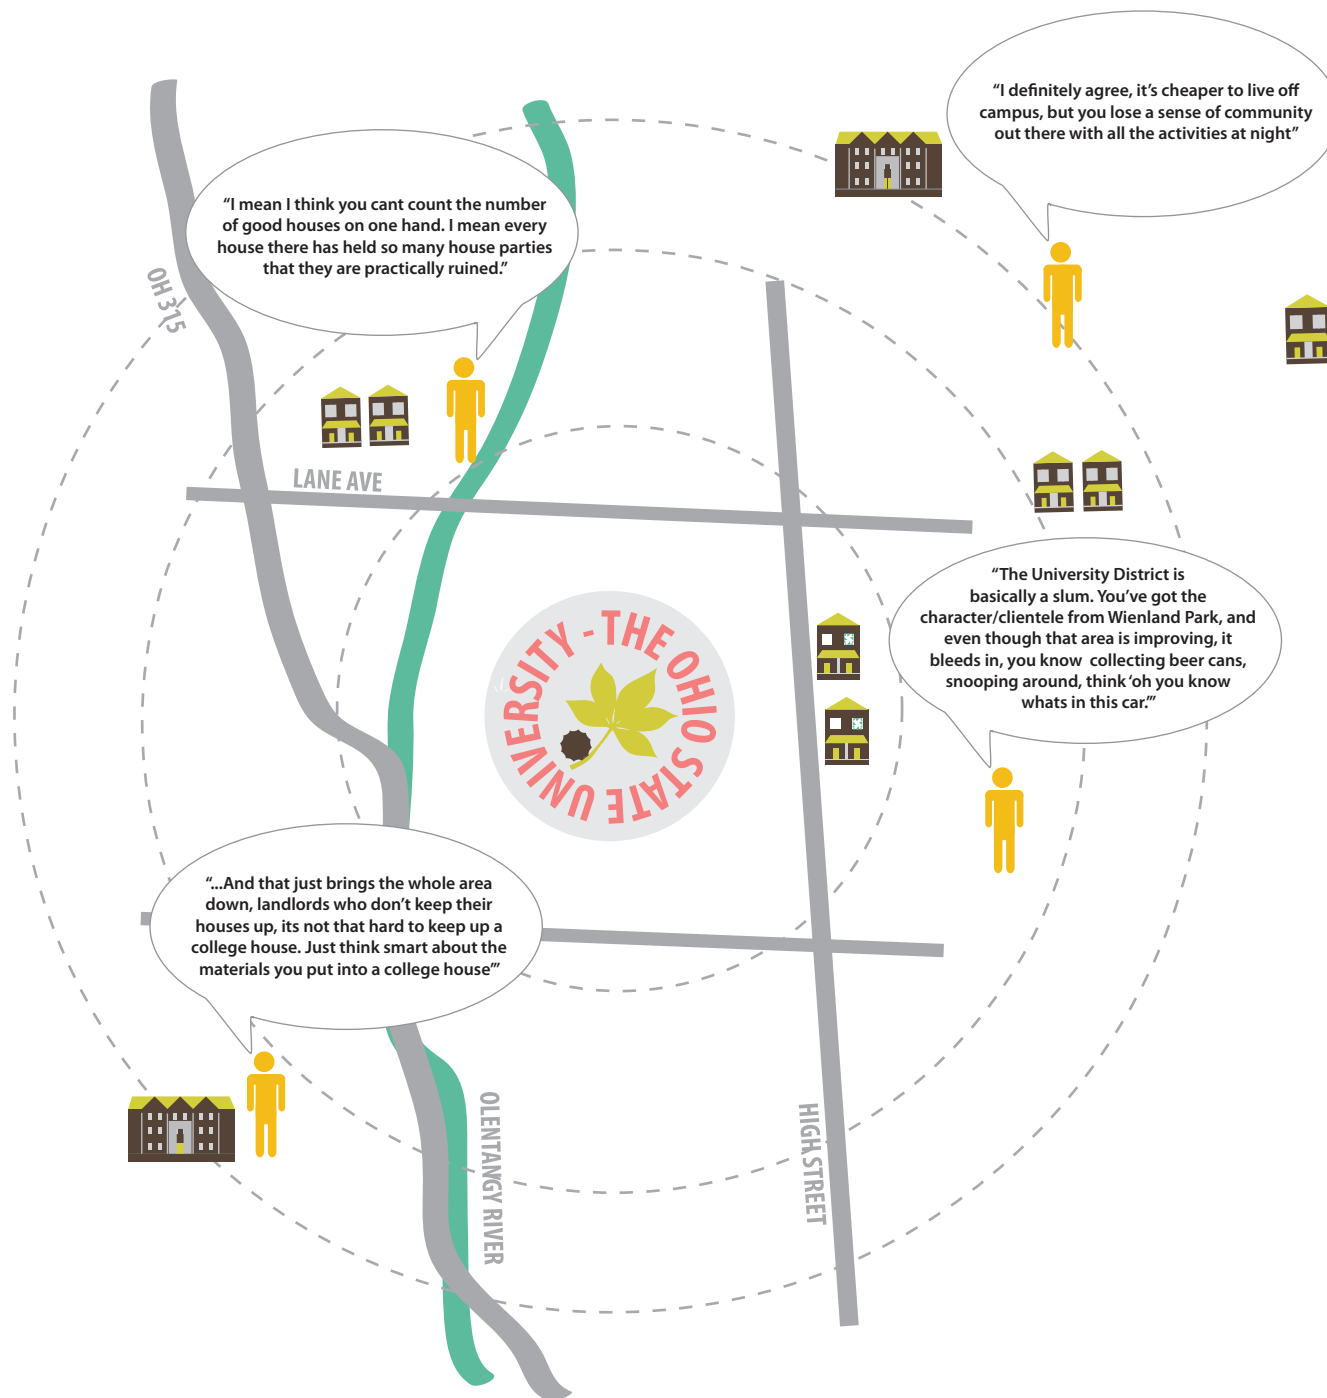 “I definitely agree, it’s cheaper to live off
campus, but you lose a sense of community
out there with all the activities at night”
“I mean I think you cant count the number
of good houses on one hand. I mean every
house there has held so many house parties
that they are practically ruined.”
OH 315
LANE AVE
“The University District is
basically a slum. You’ve got the
character/clientele from Wienland Park, and
even though that area is improving, it
bleeds in, you know collecting beer cans,
snooping around, think ‘oh you know
whats in this car.’”
THE OHIO STATE UNIVERSITY -
“...And that just brings the whole area
down, landlords who don’t keep their
houses up, its not that hard to keep up a
college house. Just think smart about the
materials you put into a college house’”
OLENTANGY RIVER
HIGH STREET